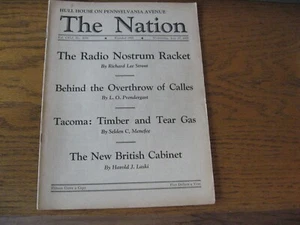 HULL HOUSE ON PENNSYLVANIA AVENUE
The Nation
The Radio Nostrum Racket
By Richard Lee Strout
Behind the Overthrow of Calles
By L. O. Prendergast
Tacoma: Timber and Tear Gas
By Selden C. Menefee
The New British Cabinet
By Harold J. Laski